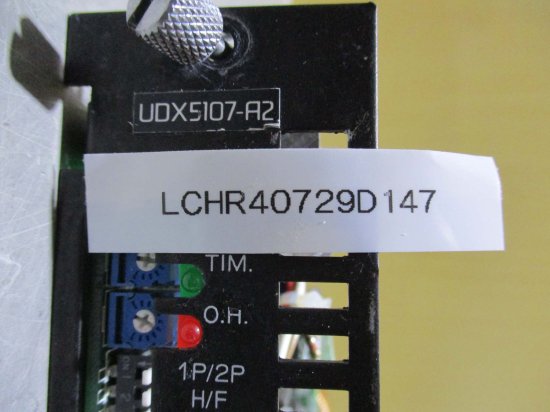 UDX5107-A2
LCHR40729D147
TIM.
O.H.
1P/2P
H/F